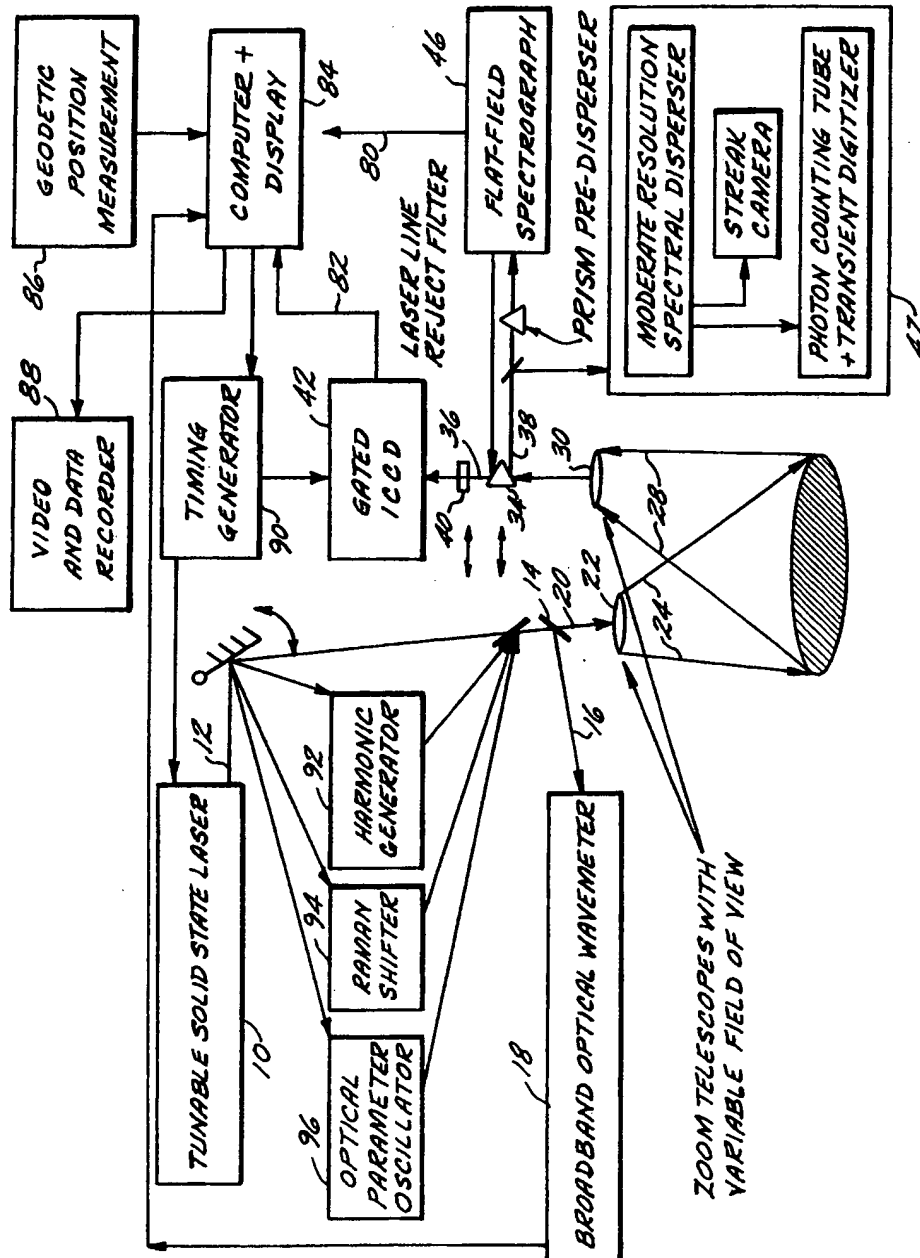 GEODETIC
POSITION
MEASUREMENT
86
VIDEO
AND DATA
RECORDER
88
COMPUTER +
DISPLAY
84
82
80
TIMING
GENERATOR
90
GATED
ICCD
42
LASER LINE
REJECT FILTER
FLAT-FIELD
SPECTROGRAPH
46
PRISM PRE-DISPERSER
MODERATE RESOLUTION
SPECTRAL DISPERSER
STREAK
CAMERA
PHOTON COUNTING TUBE
+TRANSIENT DIGITIZER
47
40
36
34
38
30
28
TUNABLE SOLID STATE LASER
10
12
HARMONIC
GENERATOR
92
RAMAN
SHIFTER
94
OPTICAL
PARAMETER
OSCILLATOR
96
14
20
22
24
16
BROADBAND OPTICAL WAVEMETER
18
ZOOM TELESCOPES WITH
VARIABLE FIELD OF VIEW